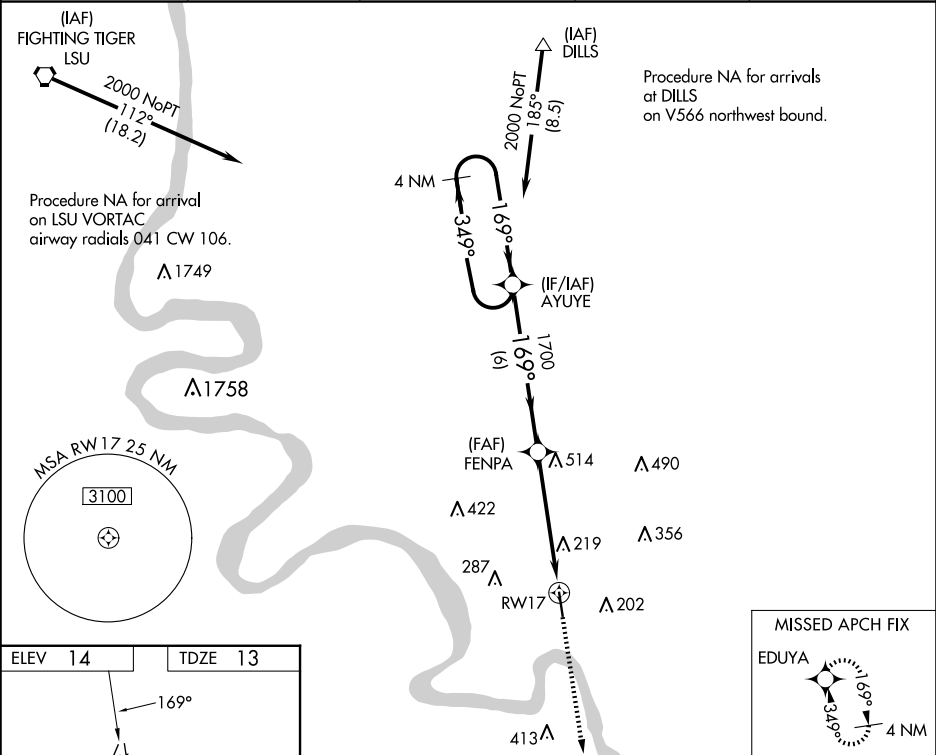 (IAF)
FIGHTING TIGER
LSU
2000 NoPT
112°
(18.2)
(IAF)
DILLS
2000 NoPT
185°
(8.5)
Procedure NA for arrivals
at DILLS
on V566 northwest bound.
4 NM
349°
169°
Procedure NA for arrival
on LSU VORTAC
airway radials 041 CW 106.
1749
(IF/IAF)
AYUYE
1700
169°
(6)
1758
(FAF)
FENPA
514
490
MSA RW17 25 NM
3100
422
219
356
287
RW17
202
MISSED APCH FIX
EDUYA
169°
349°
4 NM
ELEV 14
TDZE 13
169°
413